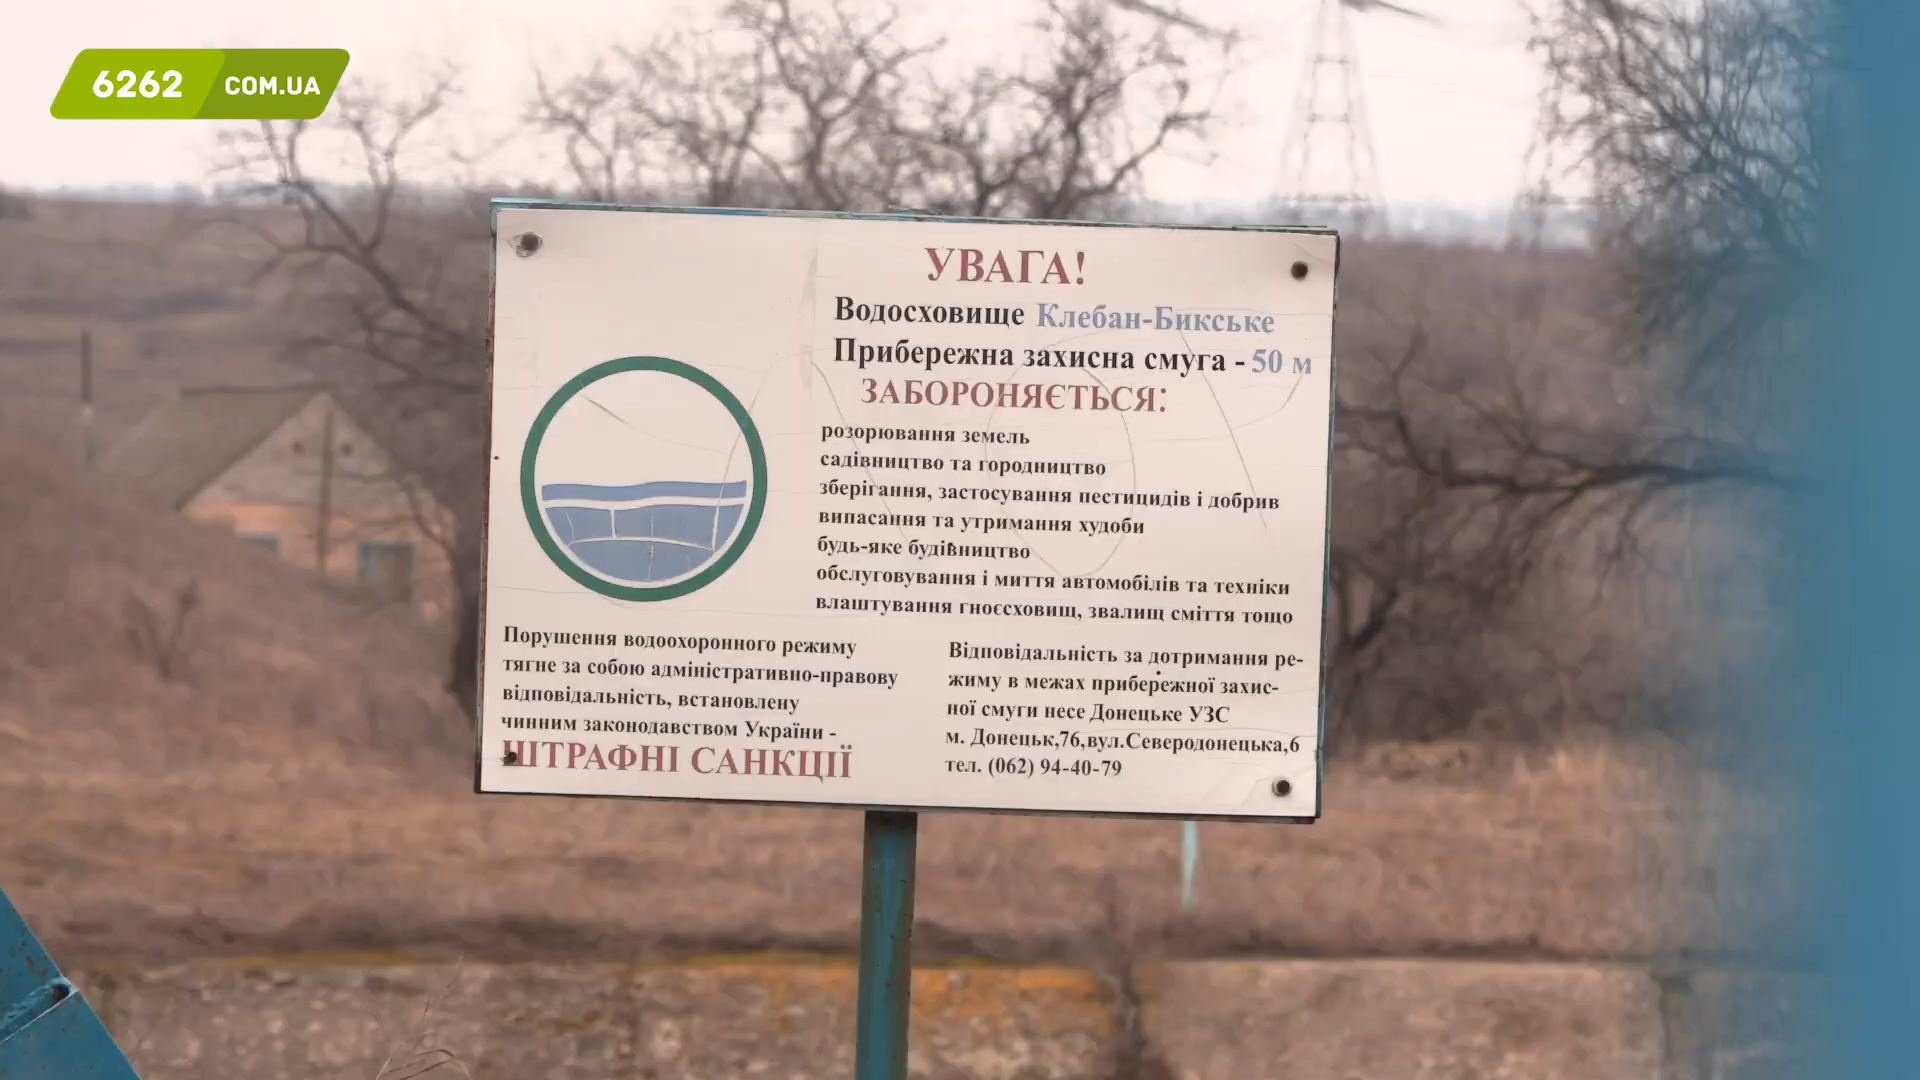 6262 COM.UA
УВАГА!
Водосховище Клебан-Бикське
Прибережна захисна смуга - 50 м
ЗАБОРОНЯЄТЬСЯ:
розорювання земель
садівництво та городництво
зберігання, застосування пестицидів і добрив
випасання та утримання худоби
будь-яке будівництво
обслуговування і миття автомобілів та техніки
влаштування гноєсховищ, звалищ сміття тощо
Порушення водоохоронного режиму
тягне за собою адміністративно-правову
відповідальність, встановлену
чинним законодавством України -
ШТРАФНІ САНКЦІЇ
Відповідальність за дотримання ре-
жиму в межах прибережної захис-
ної смуги несе Донецьке УЗС
м. Донецьк,76,вул.Северодонецька,6
тел. (062) 94-40-79